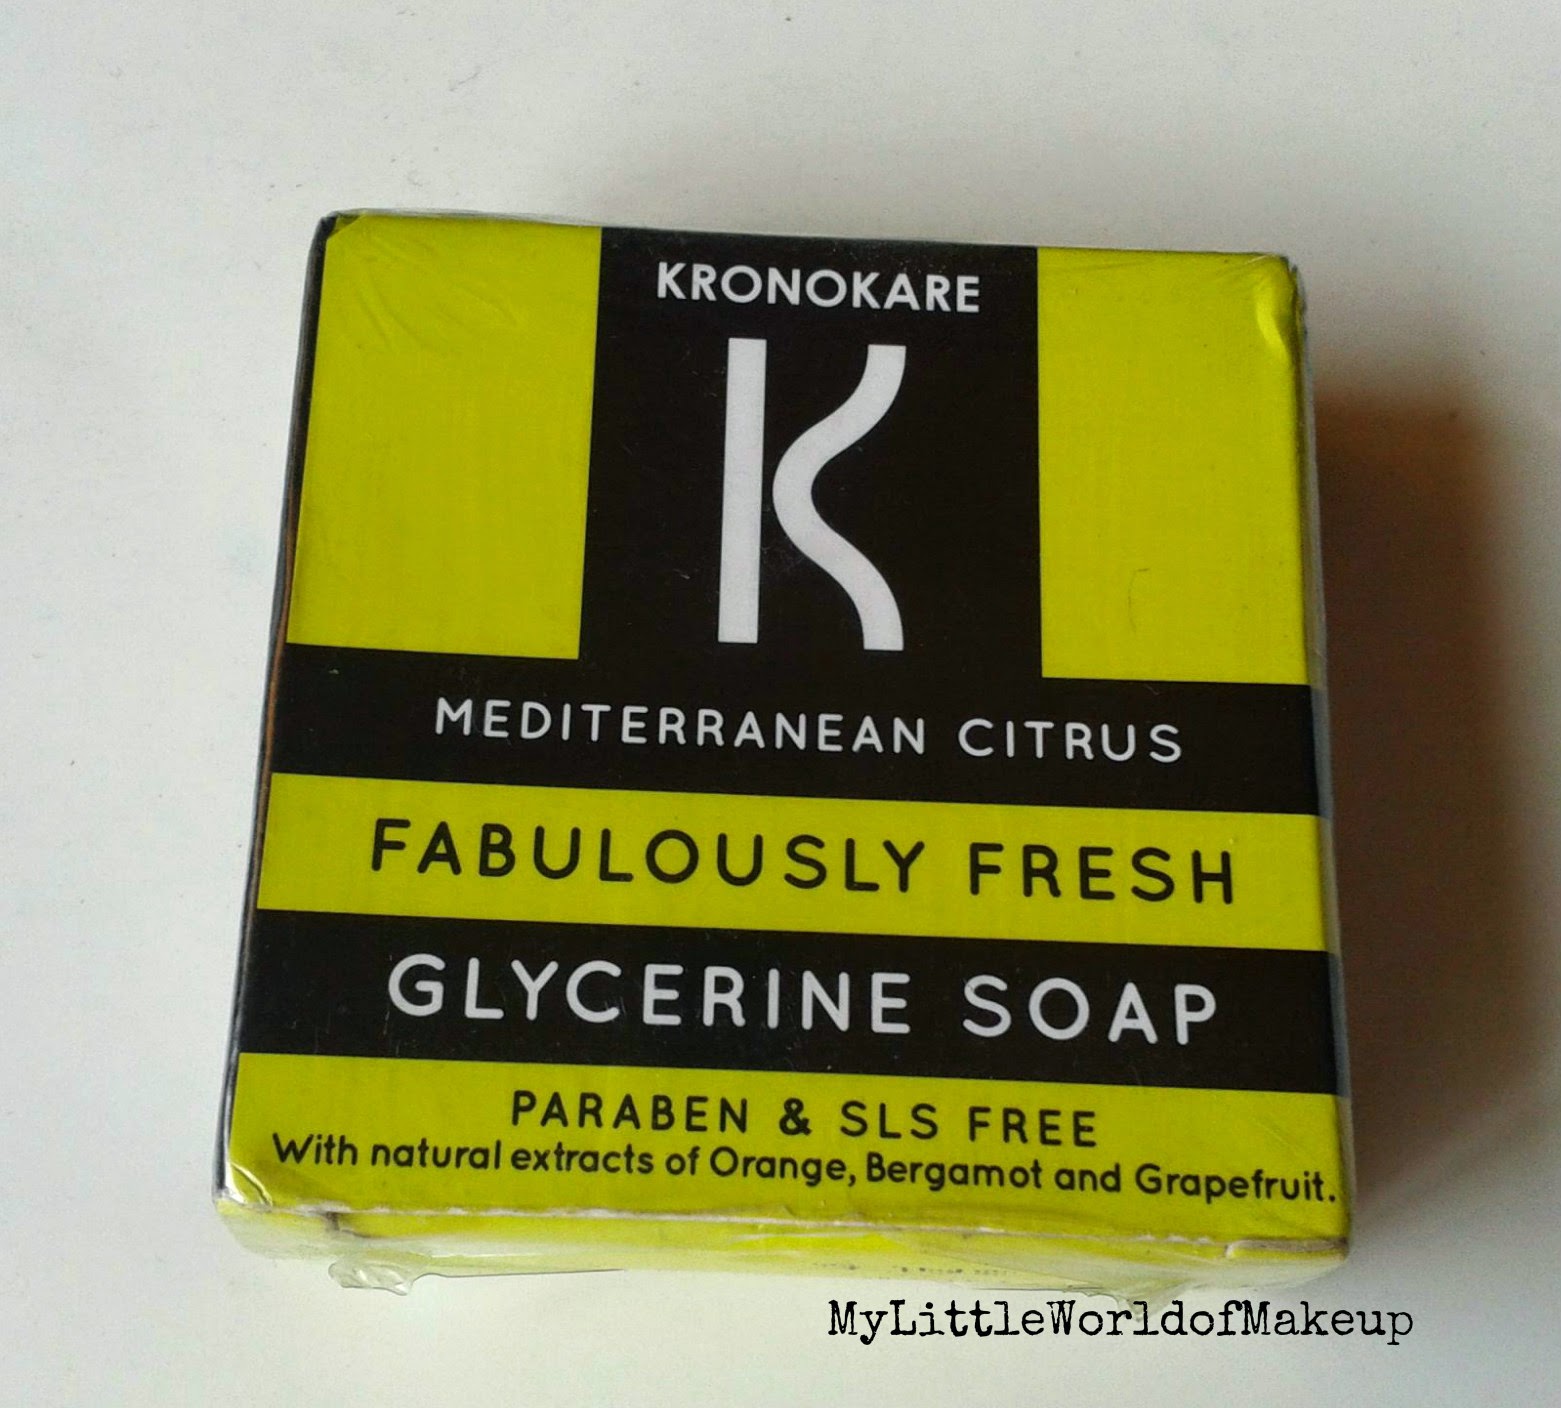 KRONOKARE
K
MEDITERRANEAN CITRUS
FABULOUSLY FRESH
GLYCERINE SOAP
PARABEN & SLS FREE
With natural extracts of Orange, Bergamot and Grapefruit.
MyLittleWorldofMakeup